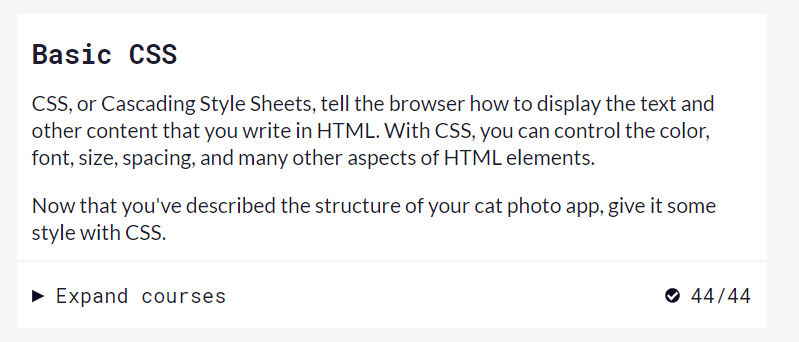 Basic CSS
CSS, or Cascading Style Sheets, tell the browser how to display the text and
other content that you write in HTML. With CSS, you can control the color,
font, size, spacing, and many other aspects of HTML elements.
Now that you've described the structure of your cat photo app, give it some
style with CSS.
Expand courses 44/44